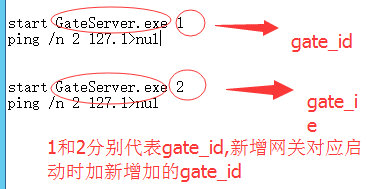 start GateServer.exe 1
ping /n 2 127.1>nul
gate_id
start GateServer.exe 2
ping /n 2 127.1>nul
gate_i
e
1和2分别代表gate_id,新增网关对应启
动时加新增加的gate_id